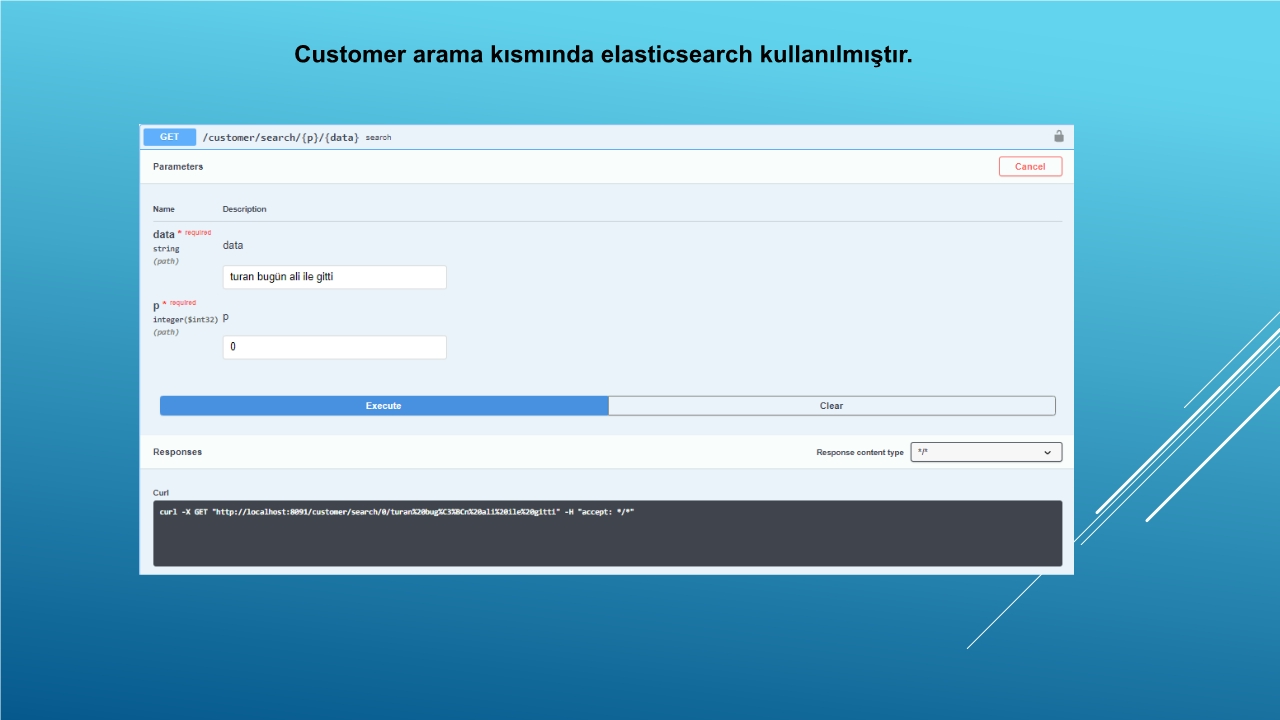 Customer arama kısmında elasticsearch kullanılmıştır.
GET /customer/search/{p}/{data} search
Parameters
Cancel
Name Description
data * required
string
(path)
data
turan bugün ali ile gitti
p * required
integer($int32)
(path)
p
0
Execute
Clear
Responses
Response content type */*
Curl
curl -X GET "http://localhost:8091/customer/search/0/turan%20bug%C3%BCn%20ali%20ile%20gitti" -H "accept: */*"